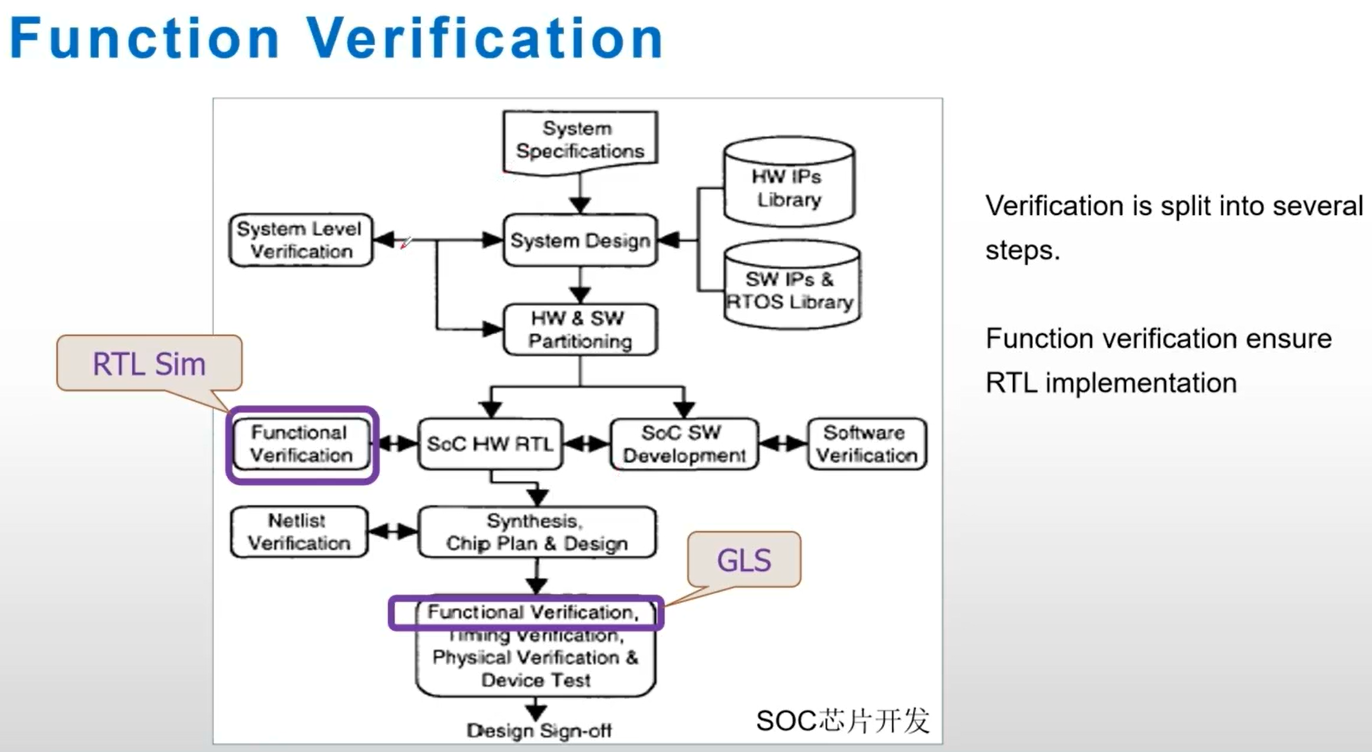 Function Verification
System
Specifications
HW IPs
Library
System Level
Verification
System Design
SW IPs &
RTOS Library
HW & SW
Partitioning
Verification is split into several
steps.
Function verification ensure
RTL implementation
RTL Sim
Functional
Verification
SoC HW RTL
SoC SW
Development
Software
Verification
Netlist
Verification
Synthesis,
Chip Plan & Design
GLS
Functional Verification,
Timing Verification,
Physical Verification &
Device Test
Design Sign-off
SOC芯片开发